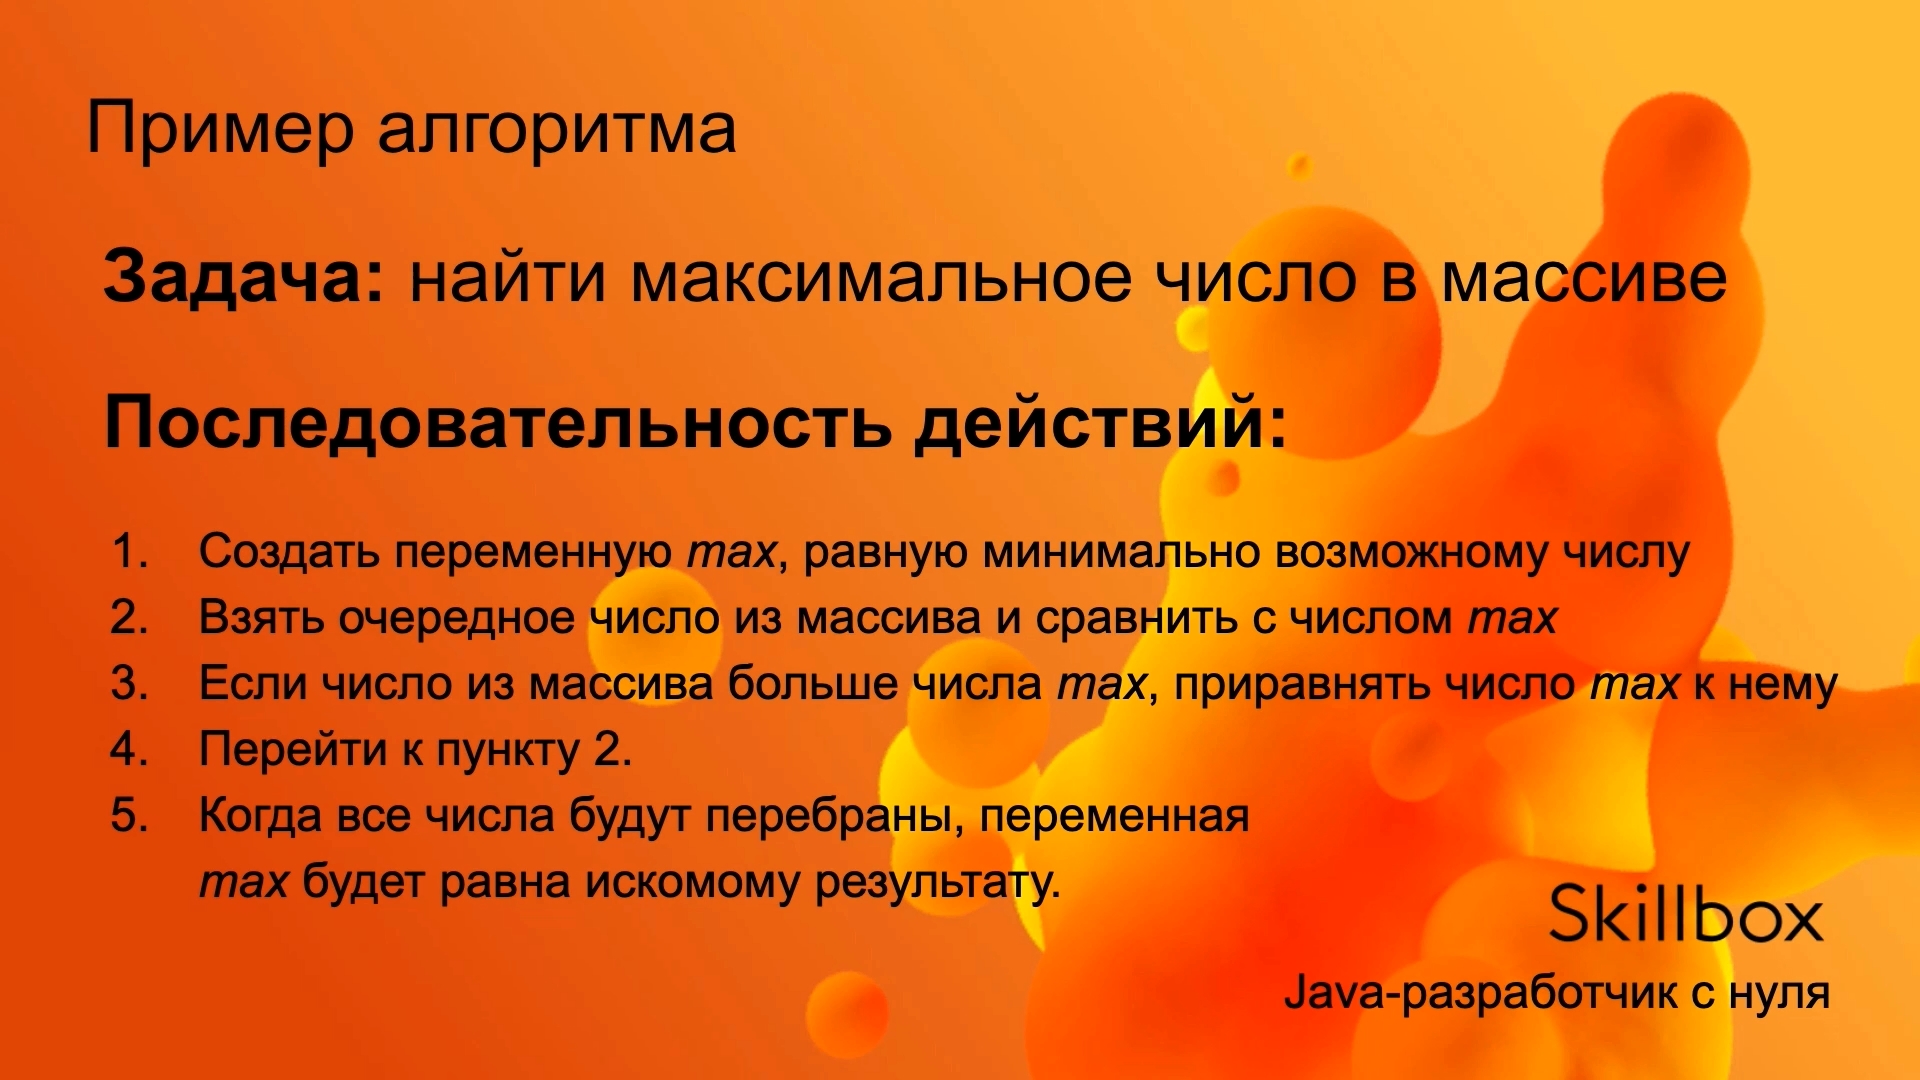 Пример алгоритма
Задача: найти максимальное число в массиве
Последовательность действий:
1. Создать переменную max, равную минимально возможному числу
2. Взять очередное число из массива и сравнить с числом max
3. Если число из массива больше числа max, приравнять число max к нему
4. Перейти к пункту 2.
5. Когда все числа будут перебраны, переменная
max будет равна искомому результату.
Skillbox
Java-разработчик с нуля